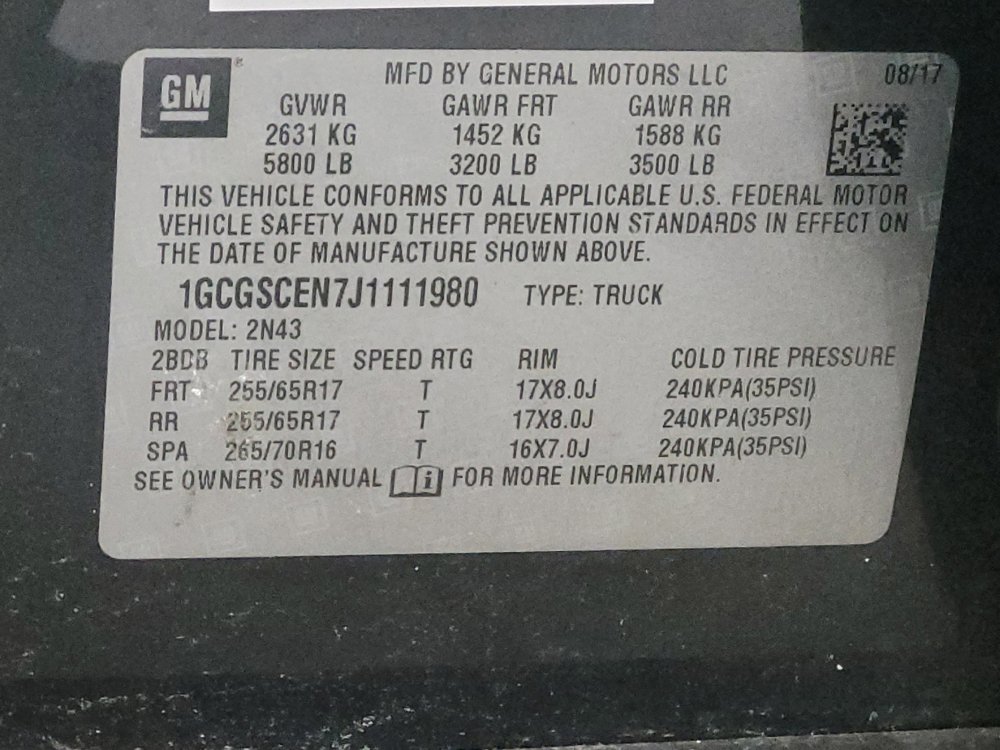 GM® MFD BY GENERAL MOTORS LLC 08/17
GVWR GAWR FRT GAWR RR
2631 KG 1452 KG 1588 KG
5800 LB 3200 LB 3500 LB
THIS VEHICLE CONFORMS TO ALL APPLICABLE U.S. FEDERAL MOTOR
VEHICLE SAFETY AND THEFT PREVENTION STANDARDS IN EFFECT ON
THE DATE OF MANUFACTURE SHOWN ABOVE.
1GCGSCEN7J1111980 TYPE: TRUCK
MODEL: 2N43
2BDB TIRE SIZE SPEED RTG RIM COLD TIRE PRESSURE
FRT 255/65R17 T 17X8.0J 240KPA(35PSI)
RR 255/65R17 T 17X8.0J 240KPA(35PSI)
SPA 265/70R16 T 16X7.0J 240KPA(35PSI)
SEE OWNER'S MANUAL i FOR MORE INFORMATION.